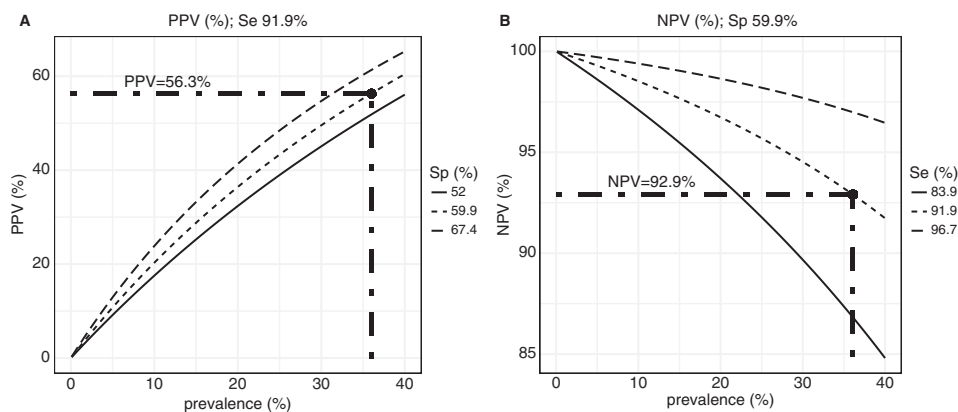 A
PPV (%); Se 91.9%
PPV=56.3%
60
40
20
0
PPV (%)
0 10 20 30 40
prevalence (%)
Sp (%)
52
59.9
67.4
B
NPV (%); Sp 59.9%
NPV=92.9%
100
95
90
85
NPV (%)
0 10 20 30 40
prevalence (%)
Se (%)
83.9
91.9
96.7